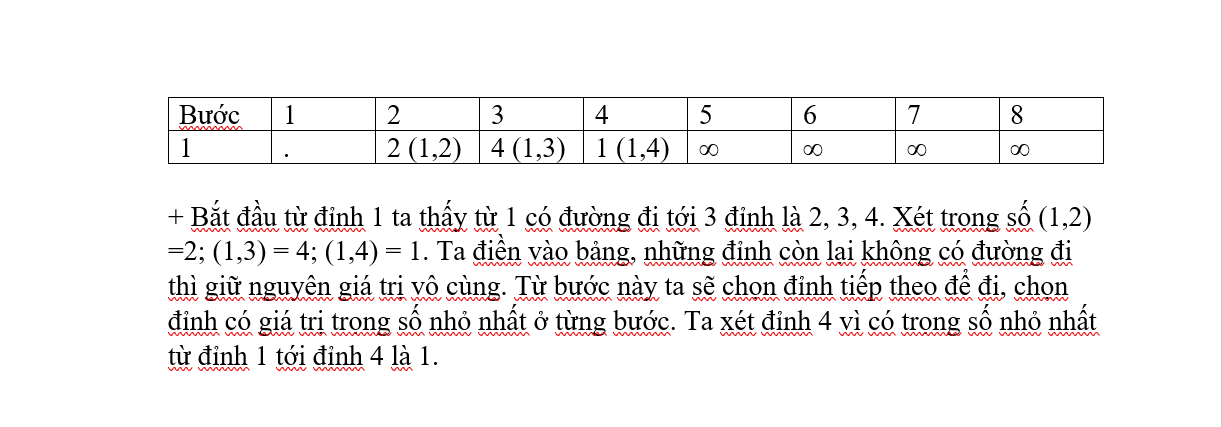 Bước 1 2 3 4 5 6 7 8
1 . 2 (1,2) 4 (1,3) 1 (1,4) ∞ ∞ ∞ ∞
+ Bắt đầu từ đỉnh 1 ta thấy từ 1 có đường đi tới 3 đỉnh là 2, 3, 4. Xét trong số (1,2)
=2; (1,3) = 4; (1,4) = 1. Ta điền vào bảng, những đỉnh còn lại không có đường đi
thì giữ nguyên giá trị vô cùng. Từ bước này ta sẽ chọn đỉnh tiếp theo để đi, chọn
đỉnh có giá trị trong số nhỏ nhất ở từng bước. Ta xét đỉnh 4 vì có trong số nhỏ nhất
từ đỉnh 1 tới đỉnh 4 là 1.